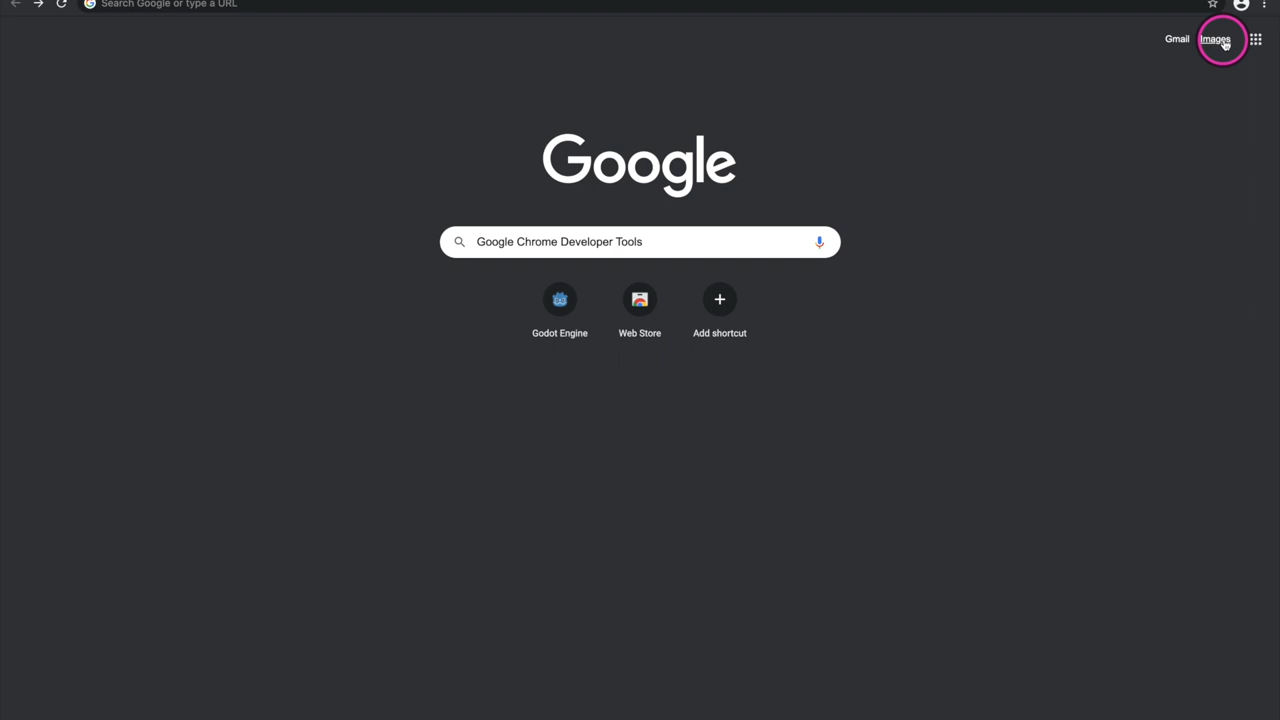 Search Google or type a URL
Gmail Images
Google
Google Chrome Developer Tools
Godot Engine Web Store Add shortcut